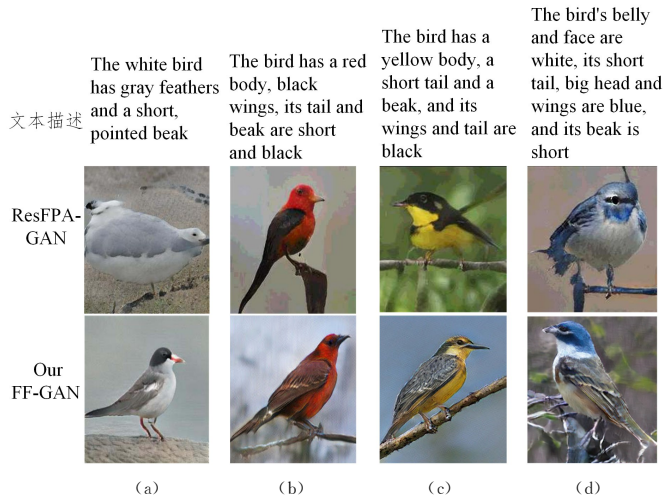 文本描述
The white bird
has gray feathers
and a short,
pointed beak
The bird has a red
body, black
wings, its tail and
beak are short
and black
The bird has a
yellow body, a
short tail and a
beak, and its
wings and tail are
black
The bird's belly
and face are
white, its short
tail, big head and
wings are blue,
and its beak is
short
ResFPA-
GAN
Our
FF-GAN
（a）
（b）
（c）
（d）